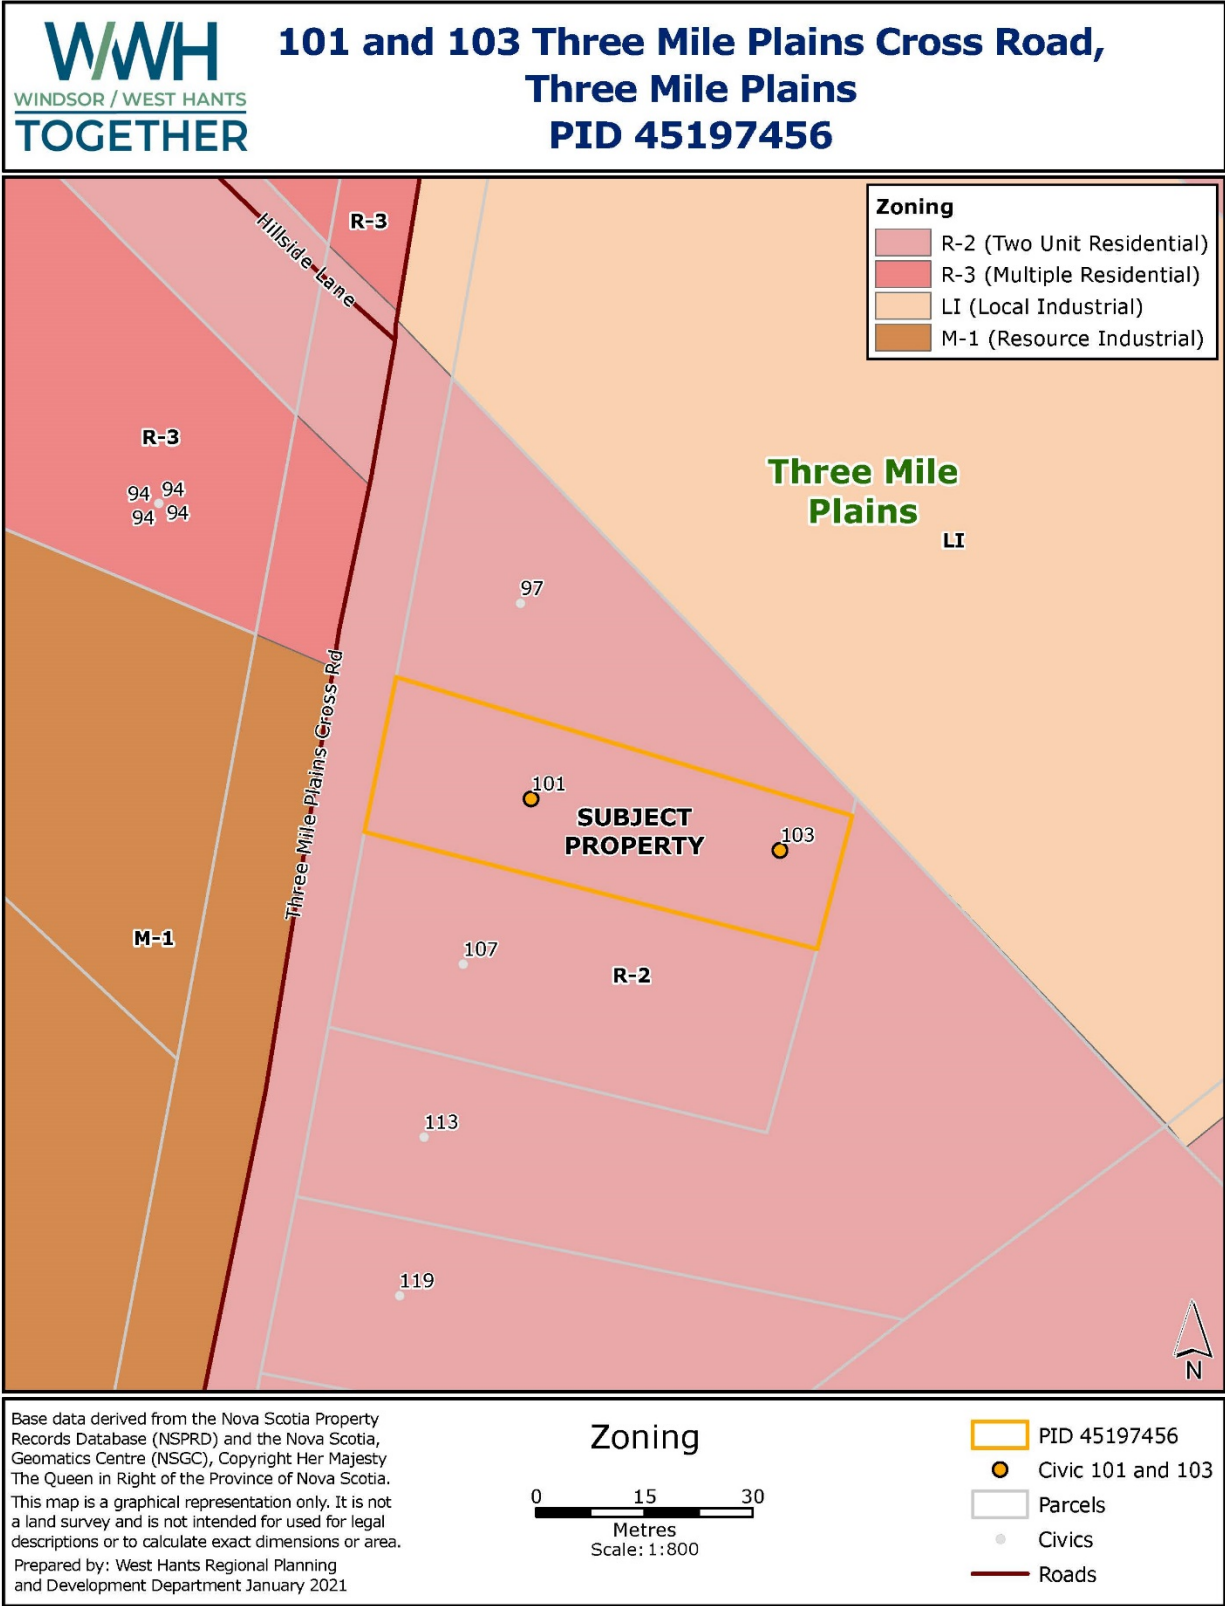 WWH
WINDSOR / WEST HANTS
TOGETHER
101 and 103 Three Mile Plains Cross Road,
Three Mile Plains
PID 45197456
Zoning
R-2 (Two Unit Residential)
R-3 (Multiple Residential)
LI (Local Industrial)
M-1 (Resource Industrial)
R-3
Hillside Lane
R-3
94 94
94 94
Three Mile
Plains
LI
97
Three Mile Plains Cross Rd
101
SUBJECT
PROPERTY
103
M-1
107
R-2
113
119
N
Base data derived from the Nova Scotia Property
Records Database (NSPRD) and the Nova Scotia,
Geomatics Centre (NSGC), Copyright Her Majesty
The Queen in Right of the Province of Nova Scotia.
This map is a graphical representation only. It is not
a land survey and is not intended for used for legal
descriptions or to calculate exact dimensions or area.
Prepared by: West Hants Regional Planning
and Development Department January 2021
Zoning
0 15 30
Metres
Scale: 1:800
PID 45197456
Civic 101 and 103
Parcels
Civics
Roads